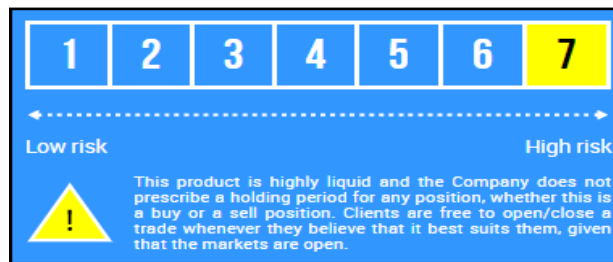 1 2 3 4 5 6 7
Low risk High risk
This product is highly liquid and the Company does not
prescribe a holding period for any position, whether this is
a buy or a sell position. Clients are free to open/close a
trade whenever they believe that it best suits them, given
that the markets are open.
!